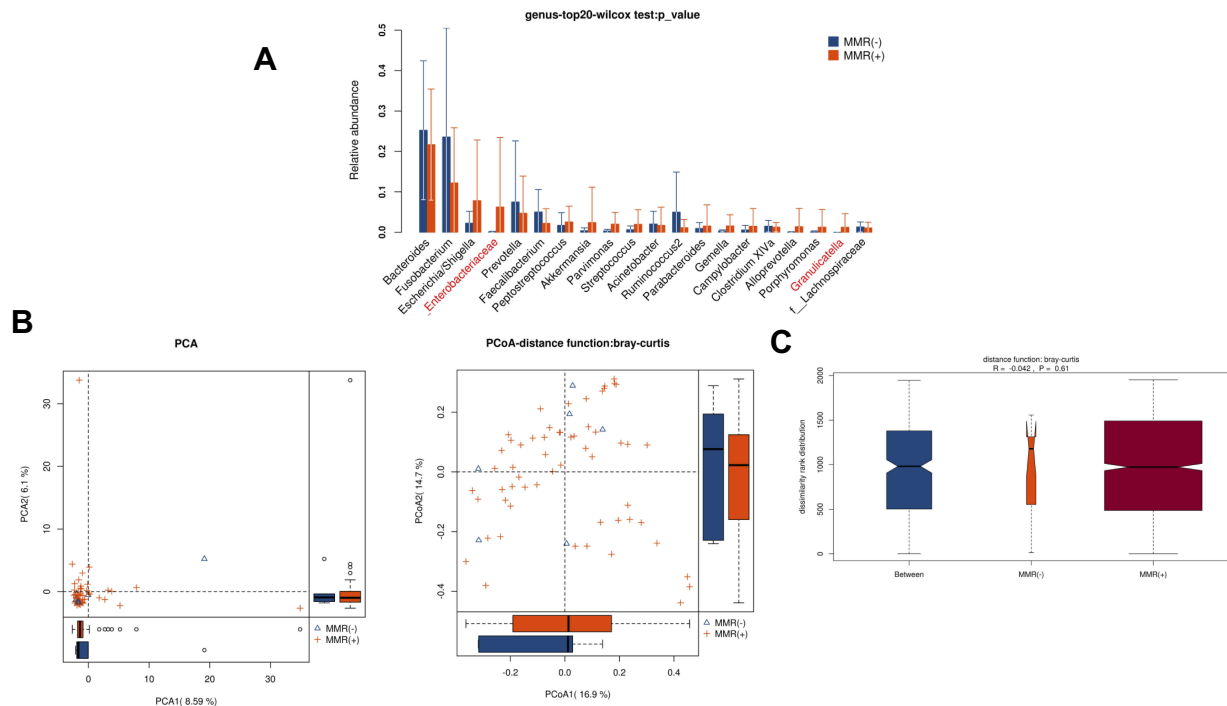 genus-top20-wilcox test:p_value
A
MMR(-)
MMR(+)
Relative abundance
0.5
0.4
0.3
0.2
0.1
0.0
Bacteroides
Fusobacterium
Escherichia/Shigella
_Enterobacteriaceae
Prevotella
Faecalibacterium
Peptostreptococcus
Akkermansia
Parvimonas
Streptococcus
Acinetobacter
Ruminococcus2
Parabacteroides
Gemella
Campylobacter
Clostridium XIVa
Alloprevotella
Porphyromonas
Granulicatella
f__Lachnospiraceae
B
PCA
PCA2( 6.1 %)
30
20
10
0
MMR(-)
MMR(+)
0
10
20
30
PCA1( 8.59 %)
PCoA-distance function:bray-curtis
PCoA2( 14.7 %)
0.2
0.0
-0.2
-0.4
MMR(-)
MMR(+)
-0.2
0.0
0.2
0.4
PCoA1( 16.9 %)
C
distance function: bray-curtis
R = -0.042 , P = 0.61
dissimilarity rank distribution
2000
1500
1000
500
0
Between
MMR(-)
MMR(+)